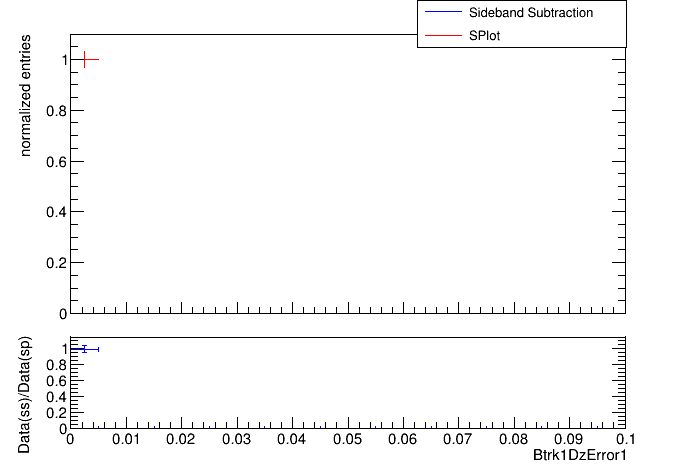 Sideband Subtraction
SPlot
normalized entries
1
0.8
0.6
0.4
0.2
0
Data(ss)/Data(sp)
1
0.8
0.6
0.4
0.2
0
0 0.01 0.02 0.03 0.04 0.05 0.06 0.07 0.08 0.09 0.1
Btrk1DzError1